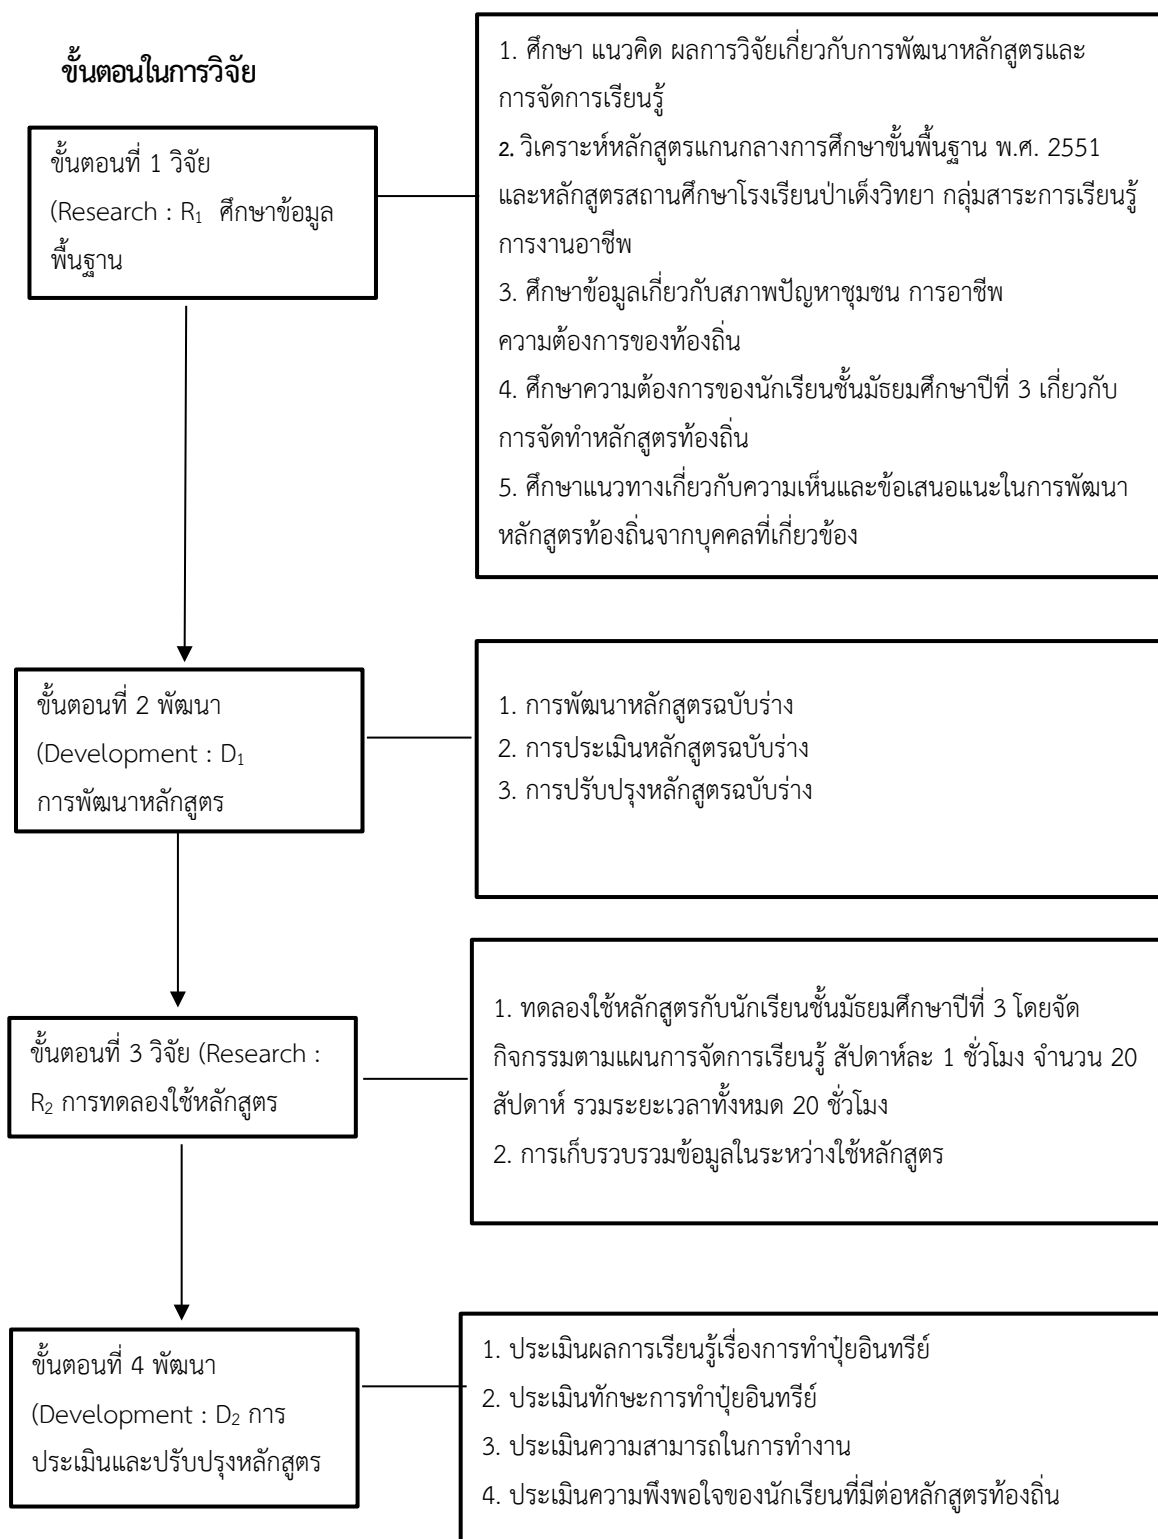 ขั้นตอนในการวิจัย
ขั้นตอนที่ 1 วิจัย
(Research : R₁ ศึกษาข้อมูล
พื้นฐาน
1. ศึกษา แนวคิด ผลการวิจัยเกี่ยวกับการพัฒนาหลักสูตรและ
การจัดการเรียนรู้
2. วิเคราะห์หลักสูตรแกนกลางการศึกษาขั้นพื้นฐาน พ.ศ. 2551
และหลักสูตรสถานศึกษาโรงเรียนป่าเด็งวิทยา กลุ่มสาระการเรียนรู้
การงานอาชีพ
3. ศึกษาข้อมูลเกี่ยวกับสภาพปัญหาชุมชน การอาชีพ
ความต้องการของท้องถิ่น
4. ศึกษาความต้องการของนักเรียนชั้นมัธยมศึกษาปีที่ 3 เกี่ยวกับ
การจัดทำหลักสูตรท้องถิ่น
5. ศึกษาแนวทางเกี่ยวกับความเห็นและข้อเสนอแนะในการพัฒนา
หลักสูตรท้องถิ่นจากบุคคลที่เกี่ยวข้อง
ขั้นตอนที่ 2 พัฒนา
(Development : D₁
การพัฒนาหลักสูตร
1. การพัฒนาหลักสูตรฉบับร่าง
2. การประเมินหลักสูตรฉบับร่าง
3. การปรับปรุงหลักสูตรฉบับร่าง
ขั้นตอนที่ 3 วิจัย (Research :
R₂ การทดลองใช้หลักสูตร
1. ทดลองใช้หลักสูตรกับนักเรียนชั้นมัธยมศึกษาปีที่ 3 โดยจัด
กิจกรรมตามแผนการจัดการเรียนรู้ สัปดาห์ละ 1 ชั่วโมง จำนวน 20
สัปดาห์ รวมระยะเวลาทั้งหมด 20 ชั่วโมง
2. การเก็บรวบรวมข้อมูลในระหว่างใช้หลักสูตร
ขั้นตอนที่ 4 พัฒนา
(Development : D₂ การ
ประเมินและปรับปรุงหลักสูตร
1. ประเมินผลการเรียนรู้เรื่องการทำปุ๋ยอินทรีย์
2. ประเมินทักษะการทำปุ๋ยอินทรีย์
3. ประเมินความสามารถในการทำงาน
4. ประเมินความพึงพอใจของนักเรียนที่มีต่อหลักสูตรท้องถิ่น